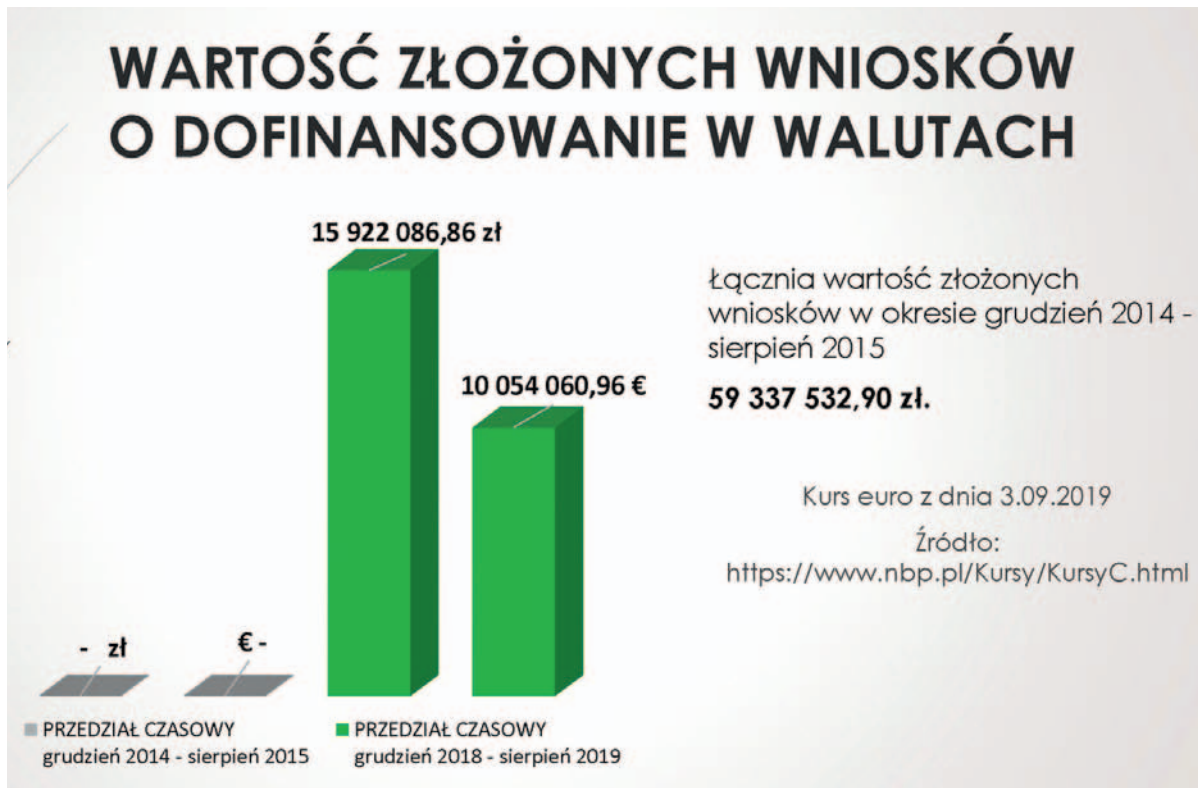 WARTOŚĆ ZŁOŻONYCH WNIOSKÓW
O DOFINANSOWANIE W WALUTACH
15 922 086,86 zł
10 054 060,96 €
- zł
€ -
PRZEDZIAŁ CZASOWY
grudzień 2014 - sierpień 2015
PRZEDZIAŁ CZASOWY
grudzień 2018 - sierpień 2019
Łącznia wartość złożonych
wniosków w okresie grudzień 2014 -
sierpień 2015
59 337 532,90 zł.
Kurs euro z dnia 3.09.2019
Źródło:
https://www.nbp.pl/Kursy/KursyC.html